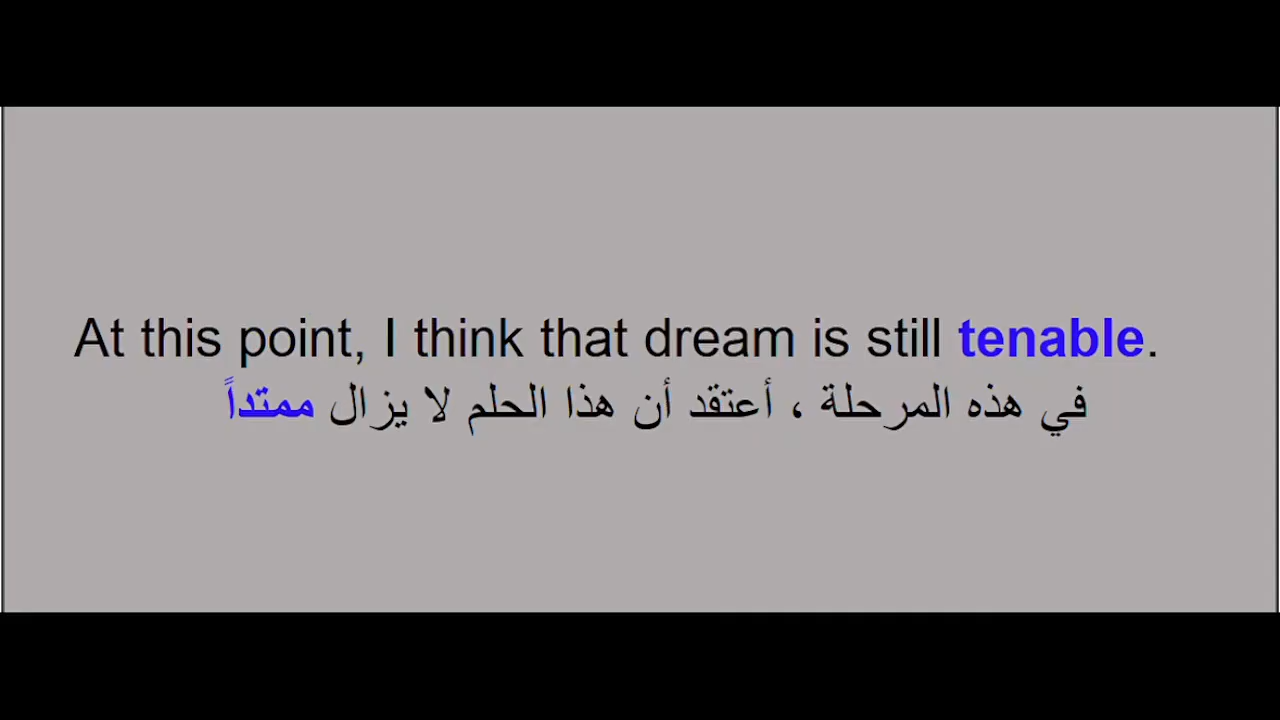 At this point, I think that dream is still tenable.
في هذه المرحلة ، أعتقد أن هذا الحلم لا يزال ممتداً